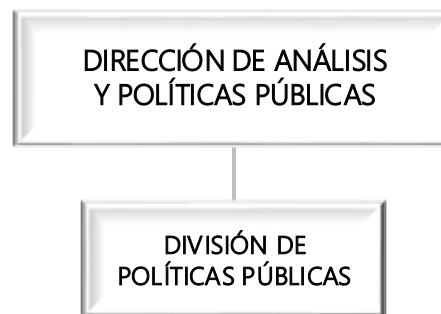 DIRECCIÓN DE ANÁLISIS
Y POLÍTICAS PÚBLICAS
DIVISIÓN DE
POLÍTICAS PÚBLICAS